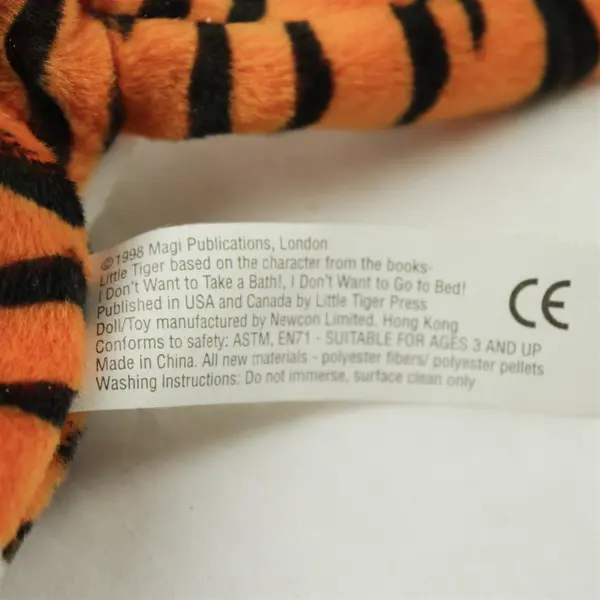 ©1998 Magi Publications, London
Little Tiger based on the character from the books-
I Don't Want to Take a Bath!, I Don't Want to Go to Bed!
Published in USA and Canada by Little Tiger Press
Doll/Toy manufactured by Newcon Limited. Hong Kong
Conforms to safety: ASTM, EN71 - SUITABLE FOR AGES 3 AND UP
Made in China. All new materials - polyester fibers/ polyester pellets
Washing Instructions: Do not immerse, surface clean only
CE